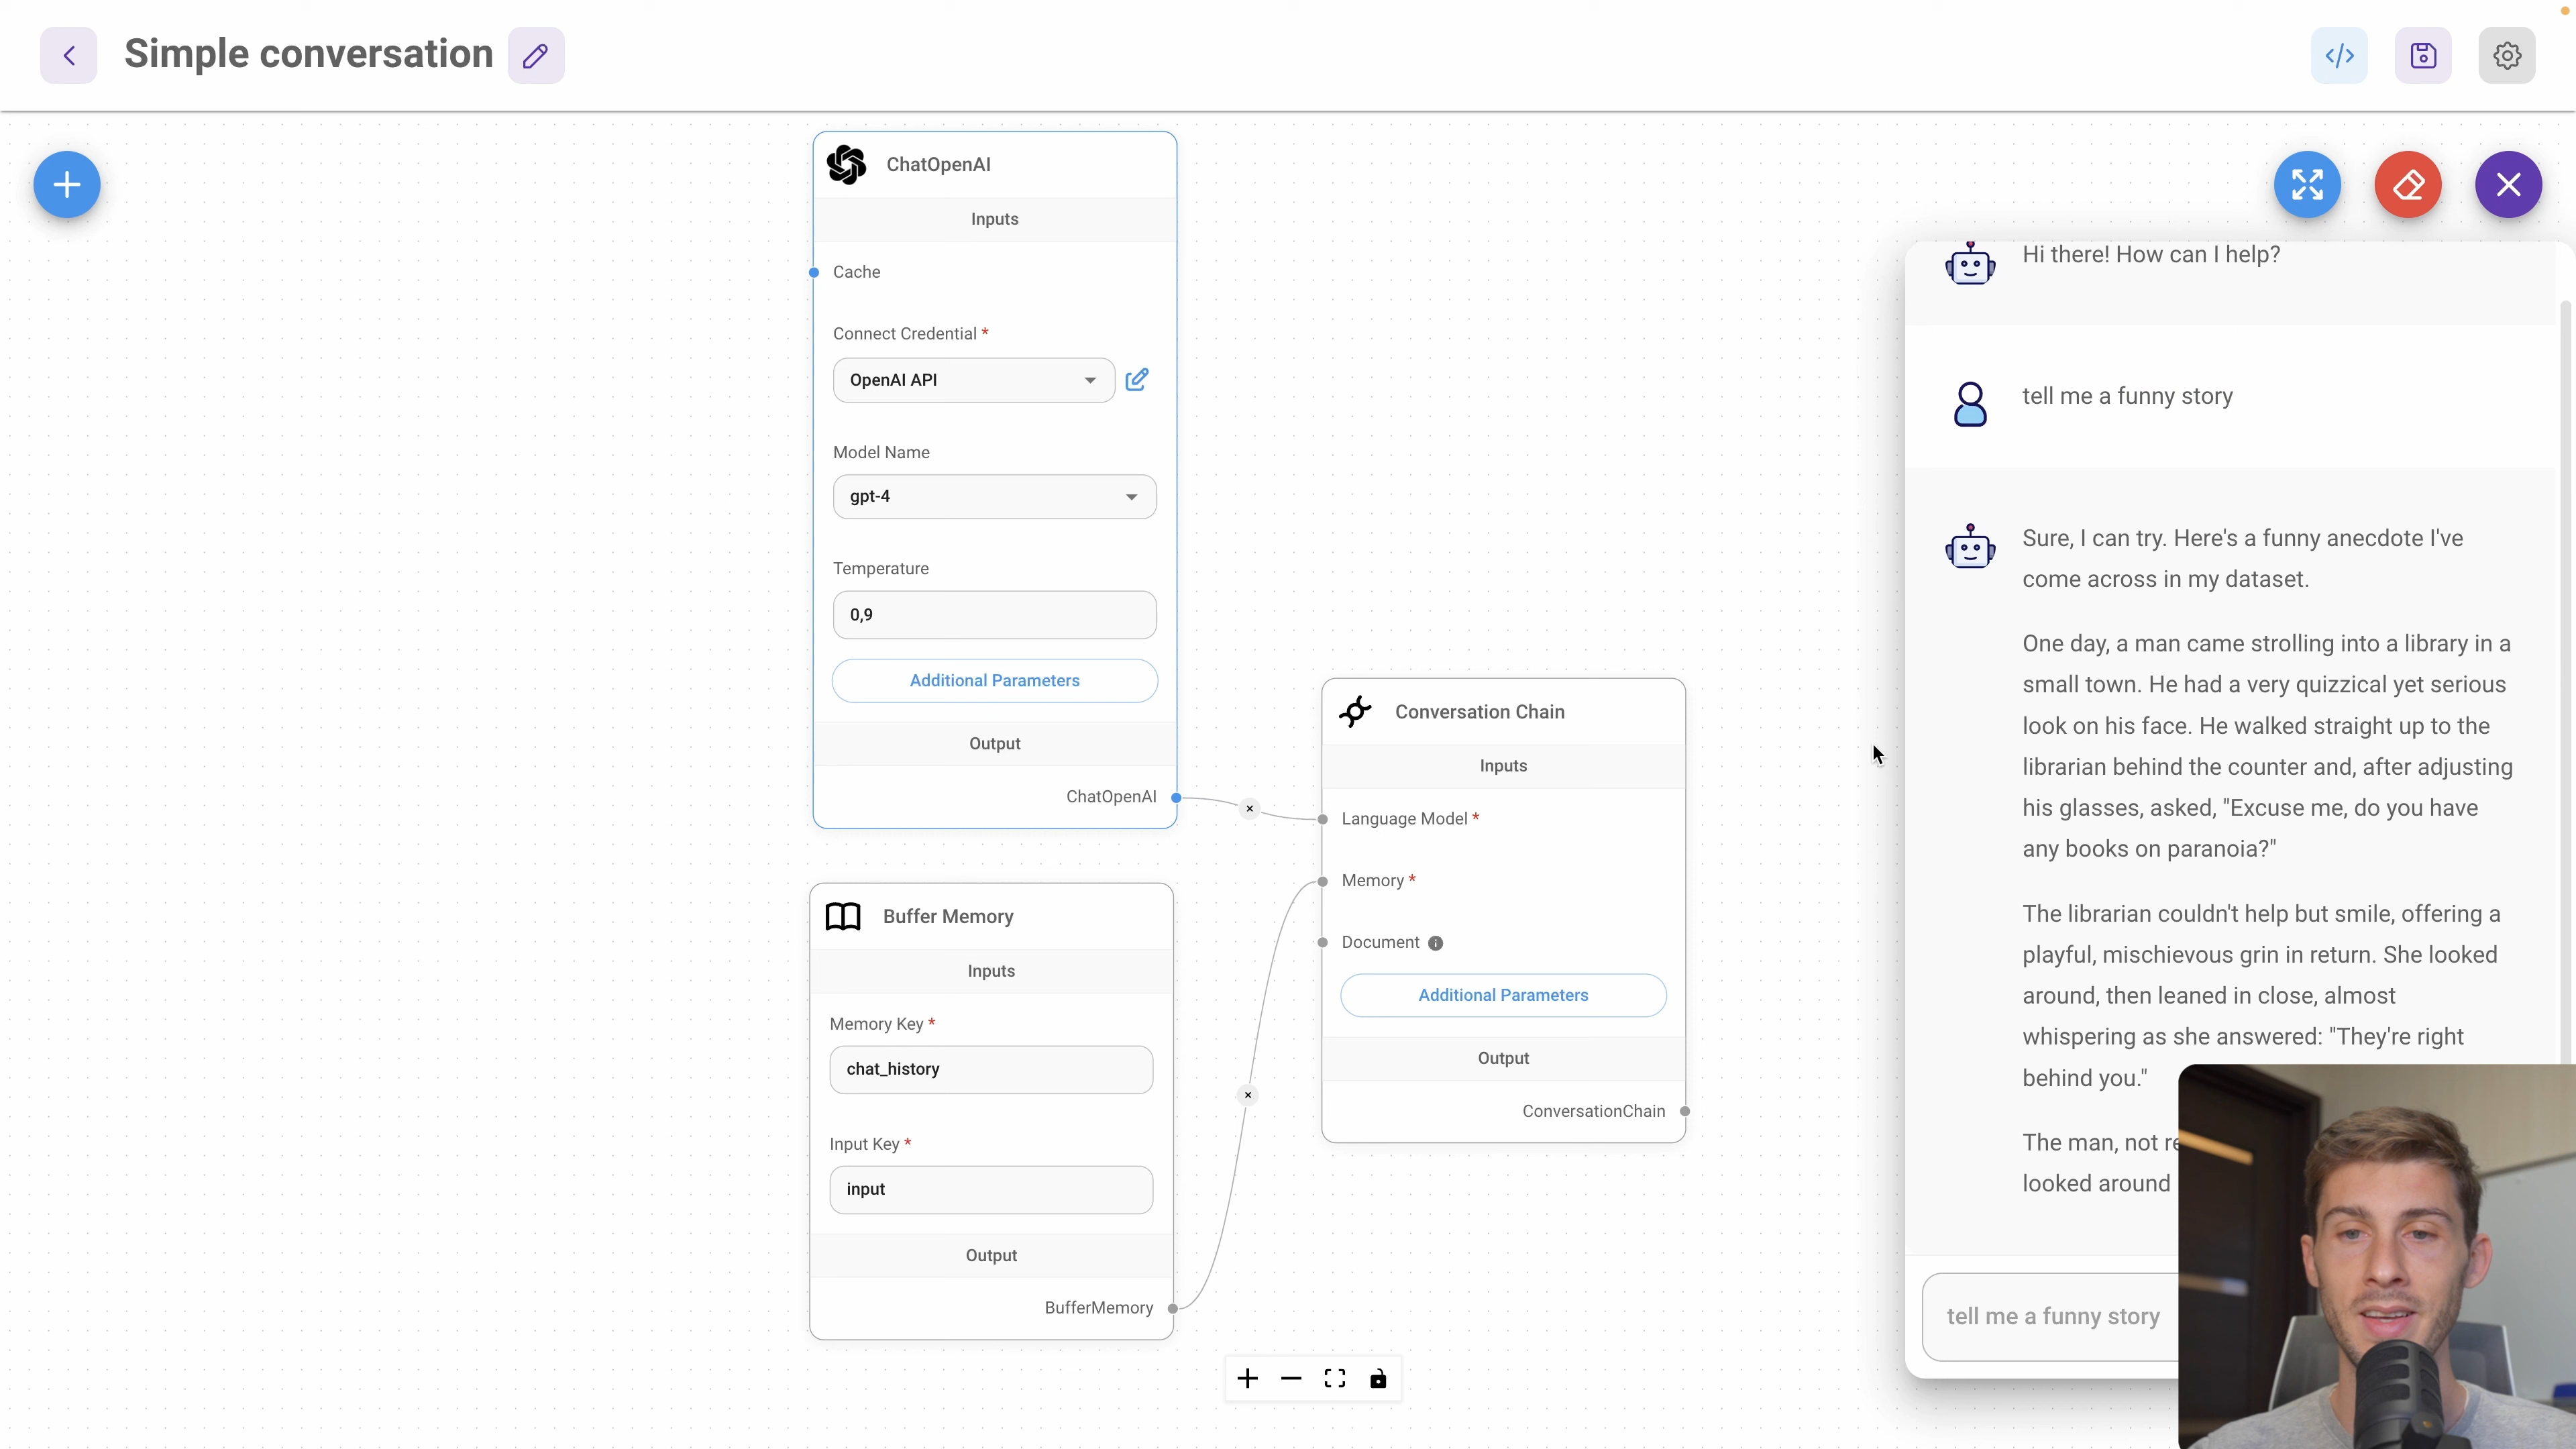 Simple conversation
ChatOpenAI
Inputs
Cache
Connect Credential *
OpenAI API
Model Name
gpt-4
Temperature
0,9
Additional Parameters
Output
ChatOpenAI
Buffer Memory
Inputs
Memory Key *
chat_history
Input Key *
input
Output
BufferMemory
Conversation Chain
Inputs
Language Model *
Memory *
Document
Additional Parameters
Output
ConversationChain
Hi there! How can I help?
tell me a funny story
Sure, I can try. Here's a funny anecdote I've
come across in my dataset.
One day, a man came strolling into a library in a
small town. He had a very quizzical yet serious
look on his face. He walked straight up to the
librarian behind the counter and, after adjusting
his glasses, asked, "Excuse me, do you have
any books on paranoia?"
The librarian couldn't help but smile, offering a
playful, mischievous grin in return. She looked
around, then leaned in close, almost
whispering as she answered: "They're right
behind you."
The man, not re
looked around
tell me a funny story